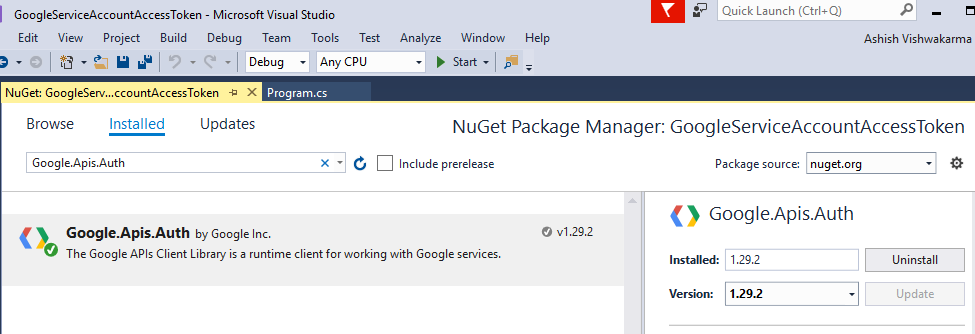 GoogleServiceAccountAccessToken - Microsoft Visual Studio
Quick Launch (Ctrl+Q)
Edit View Project Build Debug Team Tools Test Analyze Window Help
Ashish Vishwakarma
Debug Any CPU Start
NuGet: GoogleServ...ccountAccessToken
Program.cs
Browse Installed Updates
NuGet Package Manager: GoogleServiceAccountAccessToken
Google.Apis.Auth
Include prerelease
Package source: nuget.org
Google.Apis.Auth by Google Inc.
v1.29.2
The Google APIs Client Library is a runtime client for working with Google services.
Google.Apis.Auth
Installed: 1.29.2 Uninstall
Version: 1.29.2 Update